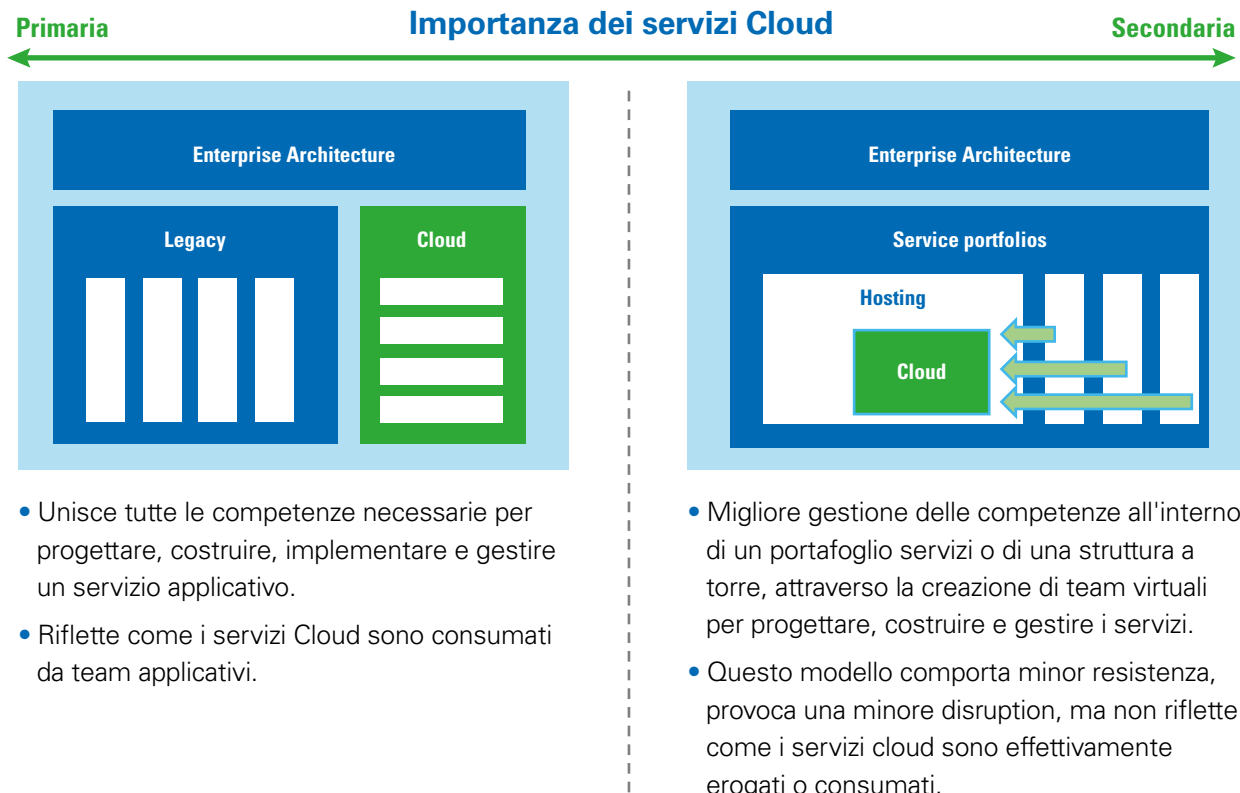 Primaria
Importanza dei servizi Cloud
Secondaria
Enterprise Architecture
Legacy
Cloud
• Unisce tutte le competenze necessarie per
progettare, costruire, implementare e gestire
un servizio applicativo.
• Riflette come i servizi Cloud sono consumati
da team applicativi.
Enterprise Architecture
Service portfolios
Hosting
Cloud
• Migliore gestione delle competenze all'interno
di un portafoglio servizi o di una struttura a
torre, attraverso la creazione di team virtuali
per progettare, costruire e gestire i servizi.
• Questo modello comporta minor resistenza,
provoca una minore disruption, ma non riflette
come i servizi cloud sono effettivamente
erogati o consumati.